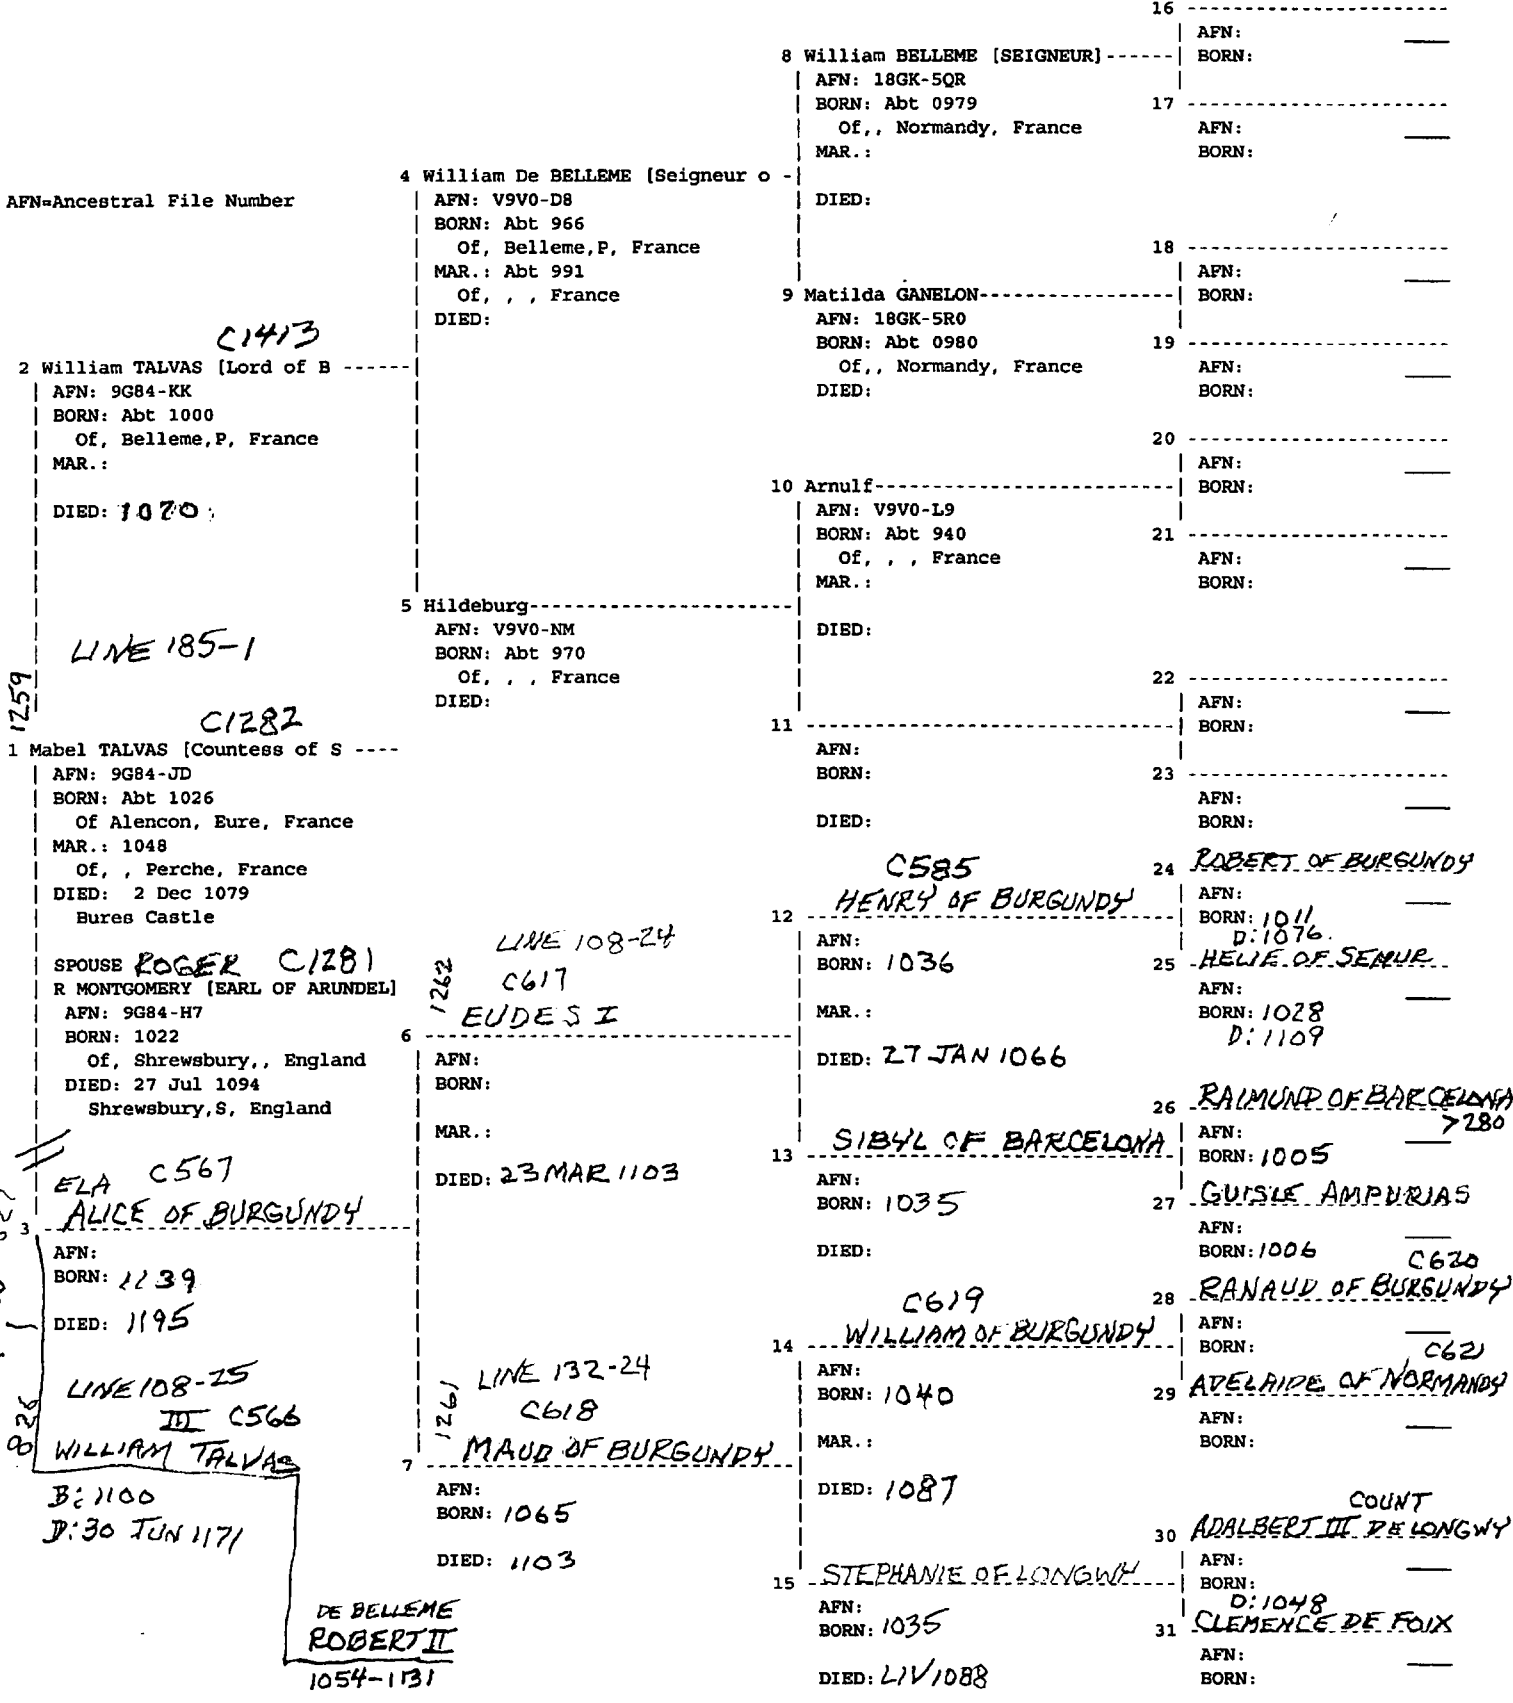 AFN=Ancestral File Number
C1413
2 William TALVAS [Lord of B ------
AFN: 9G84-KK
BORN: Abt 1000
Of, Belleme,P, France
MAR.:
DIED: 1070
LINE 185-1
1259
C1282
1 Mabel TALVAS [Countess of S ----
AFN: 9G84-JD
BORN: Abt 1026
Of Alencon, Eure, France
MAR.: 1048
Of, , Perche, France
DIED: 2 Dec 1079
Bures Castle
SPOUSE ROGER C1281
R MONTGOMERY [EARL OF ARUNDEL]
AFN: 9G84-H7
BORN: 1022
Of, Shrewsbury,, England
DIED: 27 Jul 1094
Shrewsbury,S, England
ELA C567
3 ALICE OF BURGUNDY
AFN:
BORN: 1139
DIED: 1195
LINE 108-25
III C566
826
WILLIAM TALVAS
B: 1100
D: 30 JUN 1171
DE BELLEME
ROBERT II
1054-1131
4 William De BELLEME [Seigneur o -
AFN: V9V0-D8
BORN: Abt 966
Of, Belleme,P, France
MAR.: Abt 991
Of, , , France
DIED:
5 Hildeburg-----------------------
AFN: V9V0-NM
BORN: Abt 970
Of, , , France
DIED:
LINE 108-24
1262
C617
EUDES I
6
AFN:
BORN:
MAR.:
DIED: 23 MAR 1103
LINE 132-24
1261
C618
7 MAUD OF BURGUNDY
AFN:
BORN: 1065
DIED: 1103
8 William BELLEME [SEIGNEUR]------
AFN: 18GK-5QR
BORN: Abt 0979
Of,, Normandy, France
MAR.:
DIED:
9 Matilda GANELON-----------------
AFN: 18GK-5R0
BORN: Abt 0980
Of,, Normandy, France
DIED:
10 Arnulf--------------------------
AFN: V9V0-L9
BORN: Abt 940
Of, , , France
MAR.:
DIED:
11
AFN:
BORN:
DIED:
C585
HENRY OF BURGUNDY
12
AFN:
BORN: 1036
MAR.:
DIED: 27 JAN 1066
13 SIBYL OF BARCELONA
AFN:
BORN: 1035
DIED:
C619
14 WILLIAM OF BURGUNDY
AFN:
BORN: 1040
MAR.:
DIED: 1087
15 STEPHANIE OF LONGWY
AFN:
BORN: 1035
DIED: LIV 1088
16
AFN:
BORN:
17
AFN:
BORN:
18
AFN:
BORN:
19
AFN:
BORN:
20
AFN:
BORN:
21
AFN:
BORN:
22
AFN:
BORN:
23
AFN:
BORN:
24 ROBERT OF BURGUNDY
AFN:
BORN: 1011
D: 1076.
25 HELIE OF SEMUR
AFN:
BORN: 1028
D: 1109
26 RAIMUND OF BARCELONA
>280
AFN:
BORN: 1005
27 GUISLE AMPURIAS
AFN:
BORN: 1006
C620
28 RANAUD OF BURGUNDY
AFN:
BORN:
C621
29 ADELAIDE OF NORMANDY
AFN:
BORN:
COUNT
30 ADALBERT III DE LONGWY
AFN:
BORN:
D: 1048
31 CLEMENCE DE FOIX
AFN:
BORN: